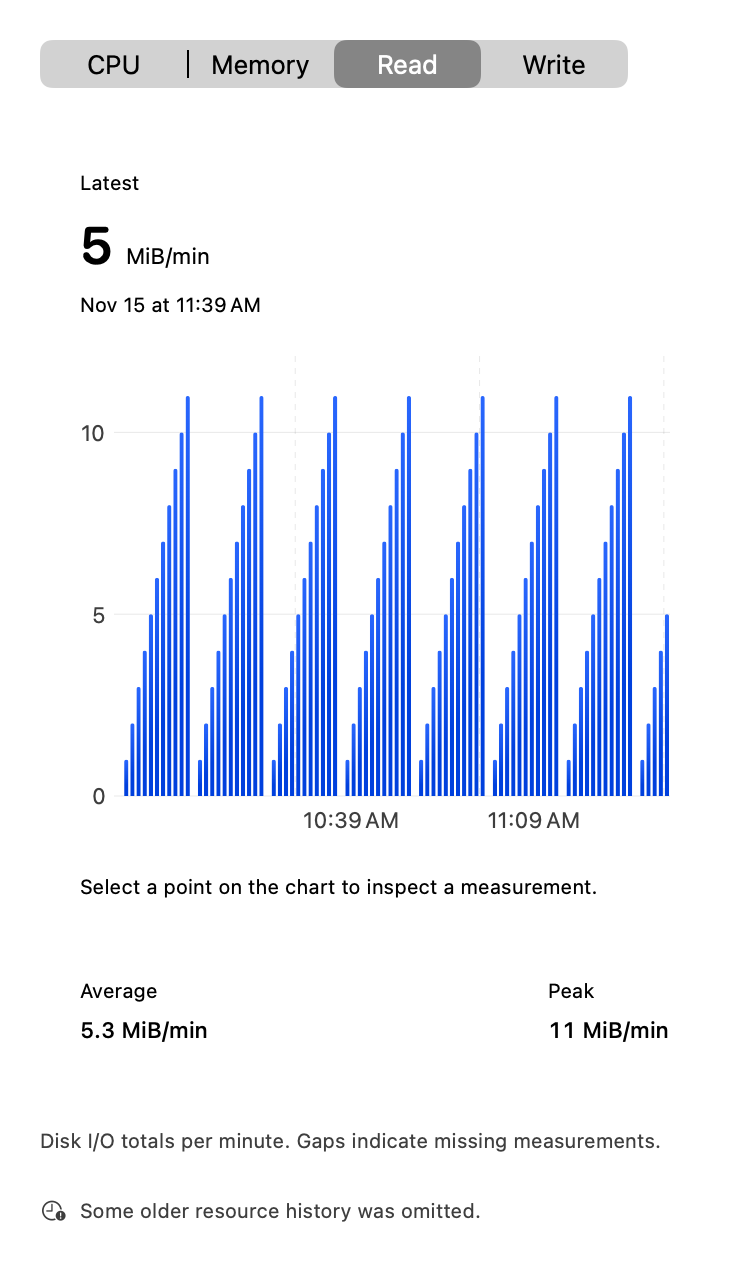 CPU
Memory
Read
Write
Latest
5 MiB/min
Nov 15 at 11:39 AM
10
5
0
10:39 AM
11:09 AM
Select a point on the chart to inspect a measurement.
Average
Peak
5.3 MiB/min
11 MiB/min
Disk I/O totals per minute. Gaps indicate missing measurements.
Some older resource history was omitted.